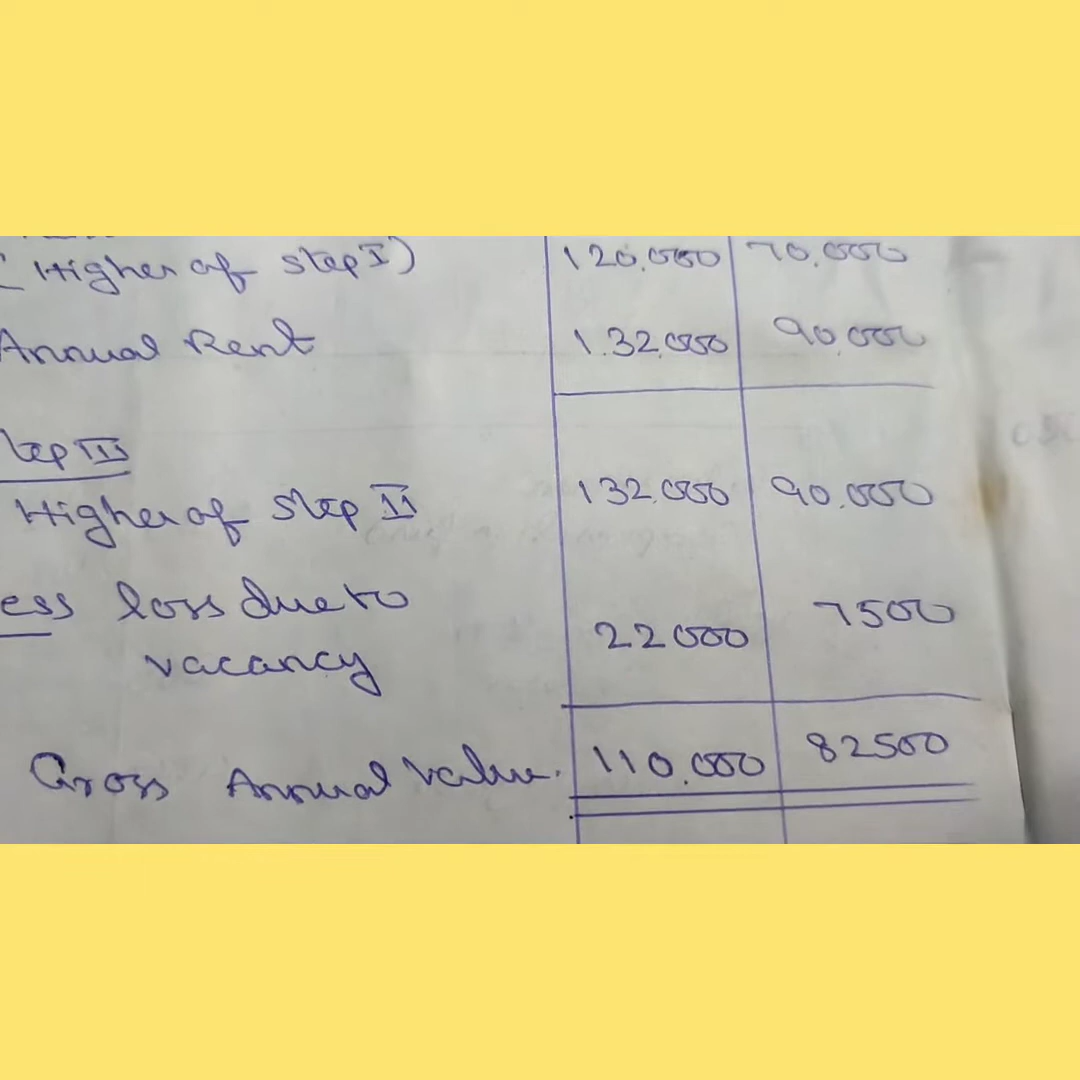 (Higher of step I) 120.000 70.000
Annual Rent 1.32.000 90.000
tep III
Higher of step II 132.000 90.000
ess loss due to 7500
vacancy 22000
Gross Annual Value. 110.000 82500